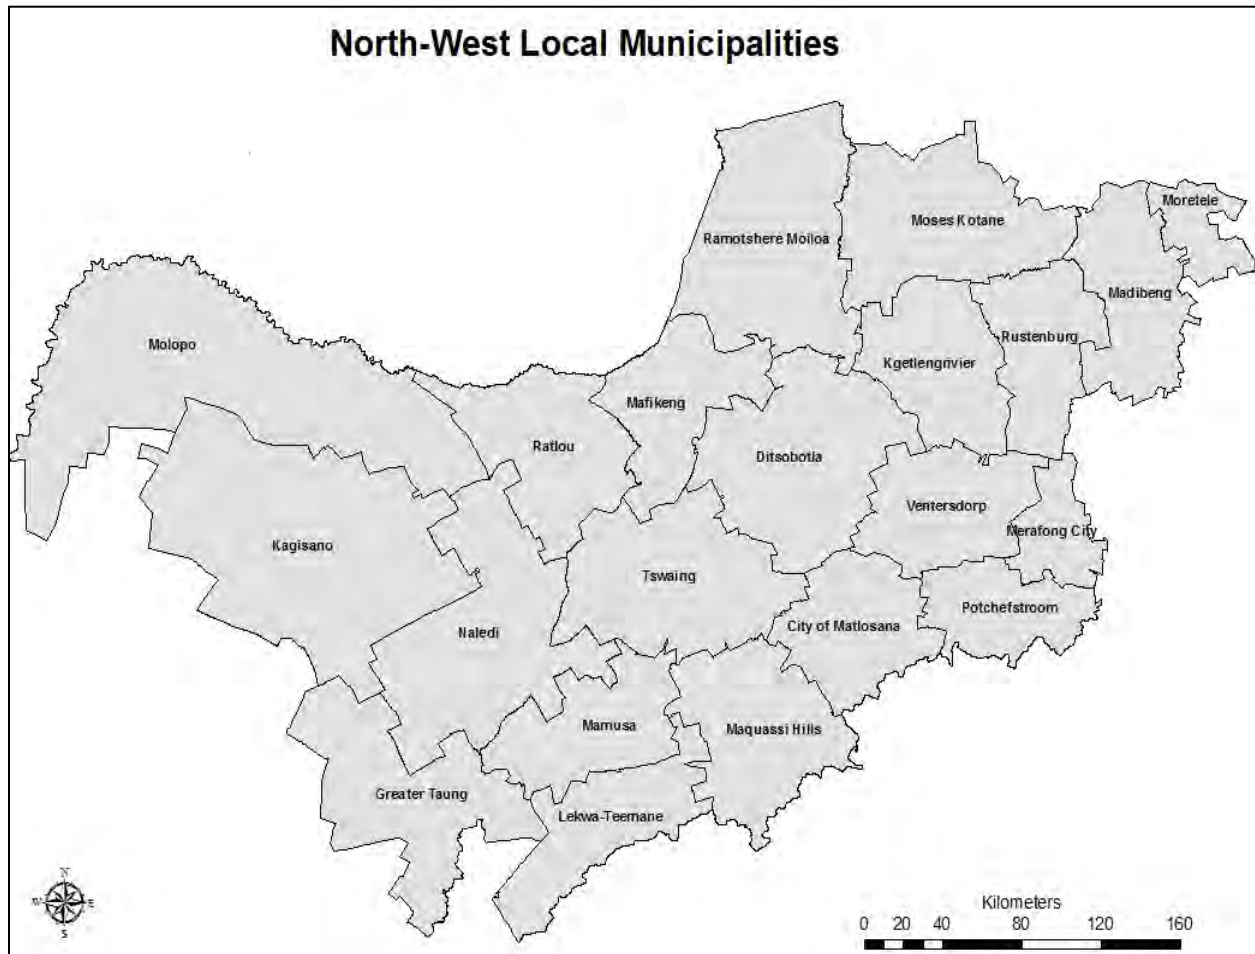 North-West Local Municipalities
Moretele
Moses Kotane
Ramotshere Moiloa
Madibeng
Rustenburg
Molopo
Kgetlengrivier
Mafikeng
Ratlou
Ditsobotla
Ventersdorp
Merafong City
Kagisano
Tswaing
Potchefstroom
City of Matlosana
Naledi
Mamusa
Maquassi Hills
Greater Taung
Lekwa-Teemane
N
W E
S
Kilometers
0 20 40 80 120 160